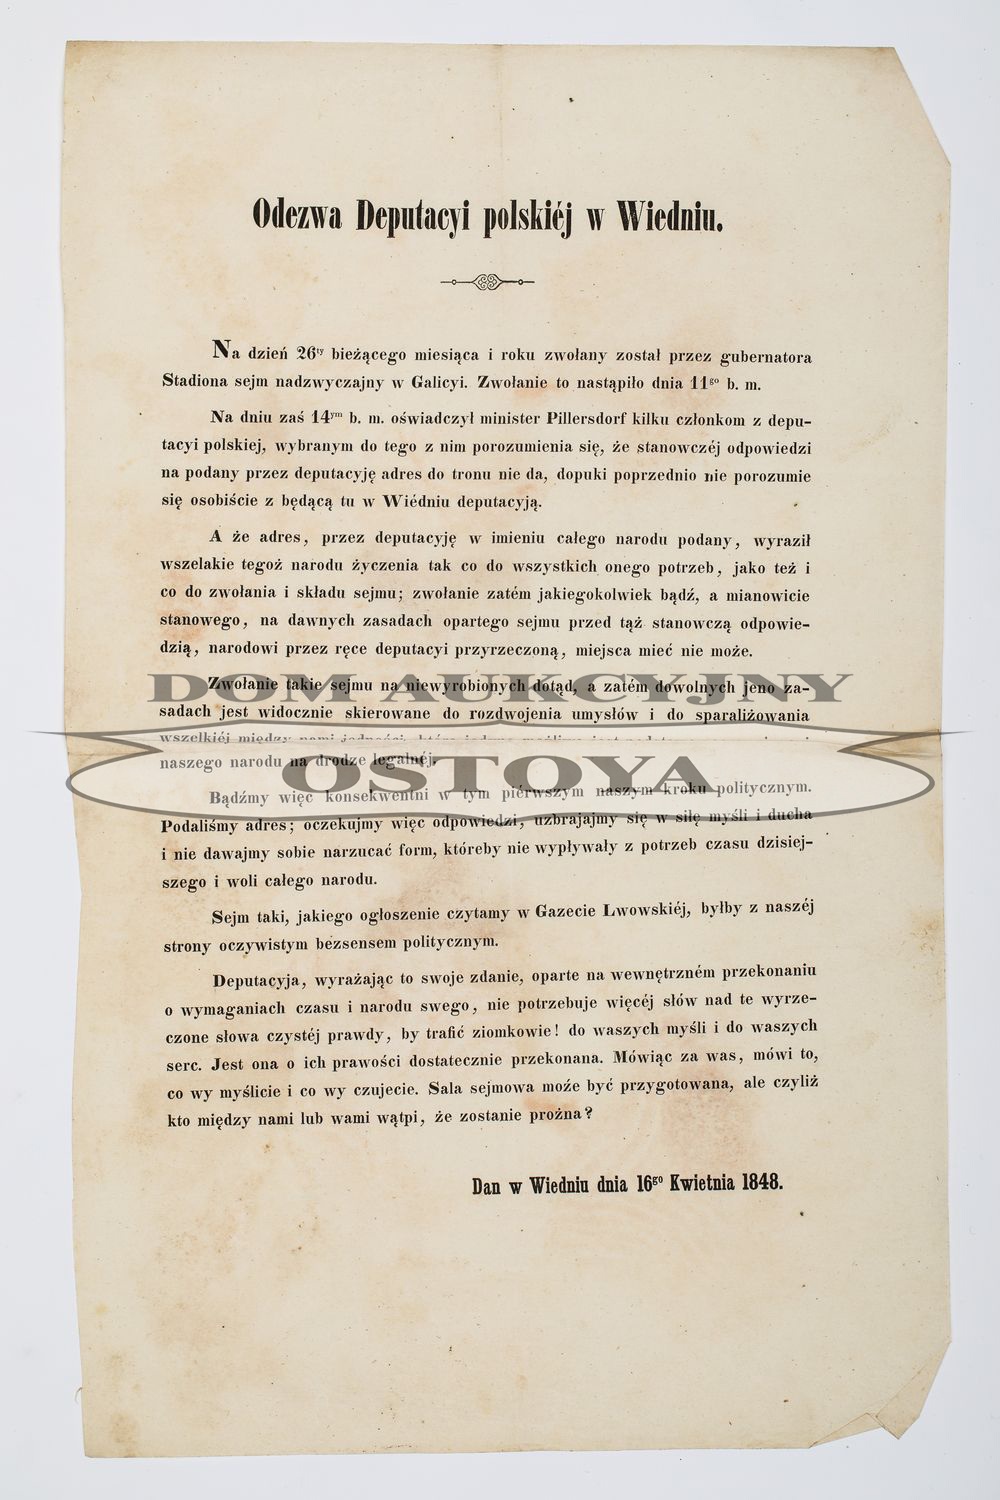 Odezwa Deputacyi polskiéj w Wiedniu.
Na dzień 26ty bieżącego miesiąca i roku zwołany został przez gubernatora
Stadiona sejm nadzwyczajny w Galicyi. Zwołanie to nastąpiło dnia 11go b. m.
Na dniu zaś 14ym b. m. oświadczył minister Pillersdorf kilku członkom z depu-
tacyi polskiej, wybranym do tego z nim porozumienia się, że stanowczéj odpowiedzi
na podany przez deputacyję adres do tronu nie da, dopuki poprzednio nie porozumie
się osobiście z będącą tu w Wiédniu deputacyją.
A że adres, przez deputacyję w imieniu całego narodu podany, wyraził
wszelakie tegoż narodu życzenia tak co do wszystkich onego potrzeb, jako też i
co do zwołania i składu sejmu; zwołanie zatém jakiegokolwiek bądź, a mianowicie
stanowego, na dawnych zasadach opartego sejmu przed tąż stanowczą odpowie-
dzią, narodowi przez ręce deputacyi przyrzeczoną, miejsca mieć nie może.
Zwołanie takie sejmu na niewyrobionych dotąd, a zatém dowolnych jeno za-
DOM AUKCYJNY
sadach jest widocznie skierowane do rozdwojenia umysłów i do sparaliżowania
wszelkiéj między nami jedności, która jedyną
naszego narodu na drodze legalnéj.
OSTOYA
Bądźmy więc konsekwentni w tym piérwszym naszym kroku politycznym.
Podaliśmy adres; oczekujmy więc odpowiedzi, uzbrajajmy się w siłę myśli i ducha
i nie dawajmy sobie narzucać form, któreby nie wypływały z potrzeb czasu dzisiej-
szego i woli całego narodu.
Sejm taki, jakiego ogłoszenie czytamy w Gazecie Lwowskiéj, byłby z naszéj
strony oczywistym bezsensem politycznym.
Deputacyja, wyrażając to swoje zdanie, oparte na wewnętrzném przekonaniu
o wymaganiach czasu i narodu swego, nie potrzebuje więcéj słów nad te wyrze-
czone słowa czystéj prawdy, by trafić ziomkowie! do waszych myśli i do waszych
serc. Jest ona o ich prawości dostatecznie przekonana. Mówiąc za was, mówi to,
co wy myślicie i co wy czujecie. Sala sejmowa może być przygotowana, ale czyliż
kto między nami lub wami wątpi, że zostanie prożna?
Dan w Wiedniu dnia 16go Kwietnia 1848.